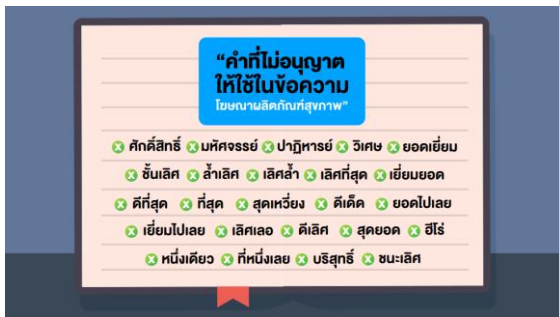 “คำที่ไม่อนุญาต
ให้ใช้ในข้อความ
โฆษณาผลิตภัณฑ์สุขภาพ”
ศักดิ์สิทธิ์ มหัศจรรย์ ปาฏิหารย์ วิเศษ ยอดเยี่ยม
ชั้นเลิศ ล้ำเลิศ เลิศล้ำ เลิศที่สุด เยี่ยมยอด
ดีที่สุด ที่สุด สุดเหวี่ยง ดีเด็ด ยอดไปเลย
เยี่ยมไปเลย เลิศเลอ ดีเลิศ สุดยอด ฮีโร่
หนึ่งเดียว ที่หนึ่งเลย บริสุทธิ์ ชนะเลิศ